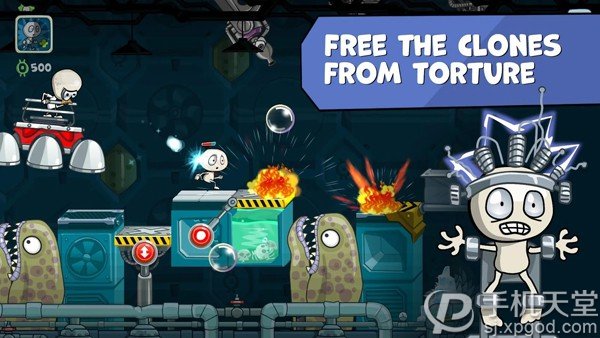 500
FREE THE CLONES
FROM TORTURE
手机天堂
sj.xpgod.com